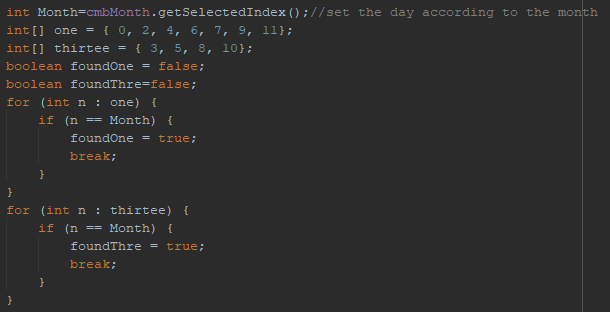 int Month=cmbMonth.getSelectedIndex();//set the day according to the month
int[] one = { 0, 2, 4, 6, 7, 9, 11};
int[] thirtee = { 3, 5, 8, 10};
boolean foundOne = false;
boolean foundThre=false;
for (int n : one) {
    if (n == Month) {
        foundOne = true;
        break;
    }
}
for (int n : thirtee) {
    if (n == Month) {
        foundThre = true;
        break;
    }
}